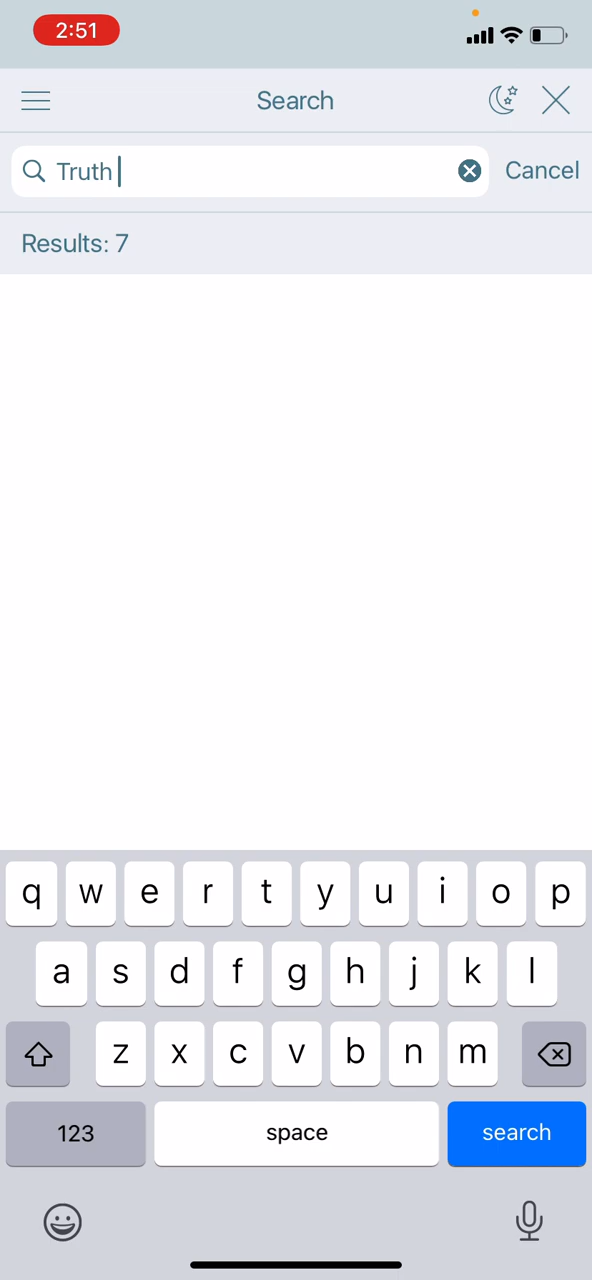 2:51
Search
Truth
Cancel
Results: 7
q w e r t y u i o p
a s d f g h j k l
z x c v b n m
123 space search